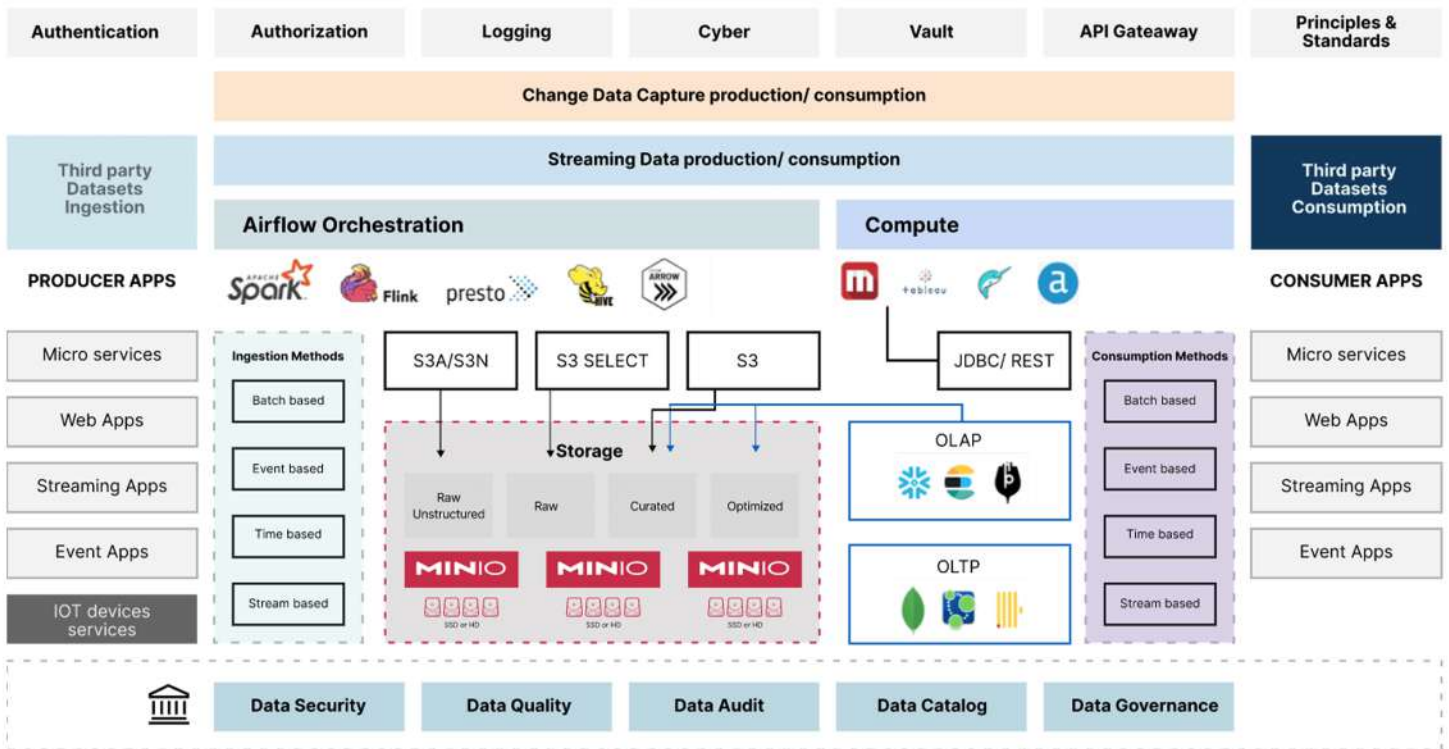 Authentication
Authorization
Logging
Cyber
Vault
API Gateaway
Principles &
Standards
Change Data Capture production/ consumption
Third party
Datasets
Ingestion
Streaming Data production/ consumption
Third party
Datasets
Consumption
Airflow Orchestration
Compute
PRODUCER APPS
APACHE
Spark
Flink
presto
HIVE
ARROW
m
tableau
a
CONSUMER APPS
Micro services
Web Apps
Streaming Apps
Event Apps
IOT devices
services
Ingestion Methods
Batch based
Event based
Time based
Stream based
S3A/S3N
S3 SELECT
S3
JDBC/ REST
Storage
Raw
Unstructured
Raw
Curated
Optimized
MINIO
MINIO
MINIO
SSD or HD
SSD or HD
SSD or HD
OLAP
OLTP
Consumption Methods
Batch based
Event based
Time based
Stream based
Micro services
Web Apps
Streaming Apps
Event Apps
Data Security
Data Quality
Data Audit
Data Catalog
Data Governance